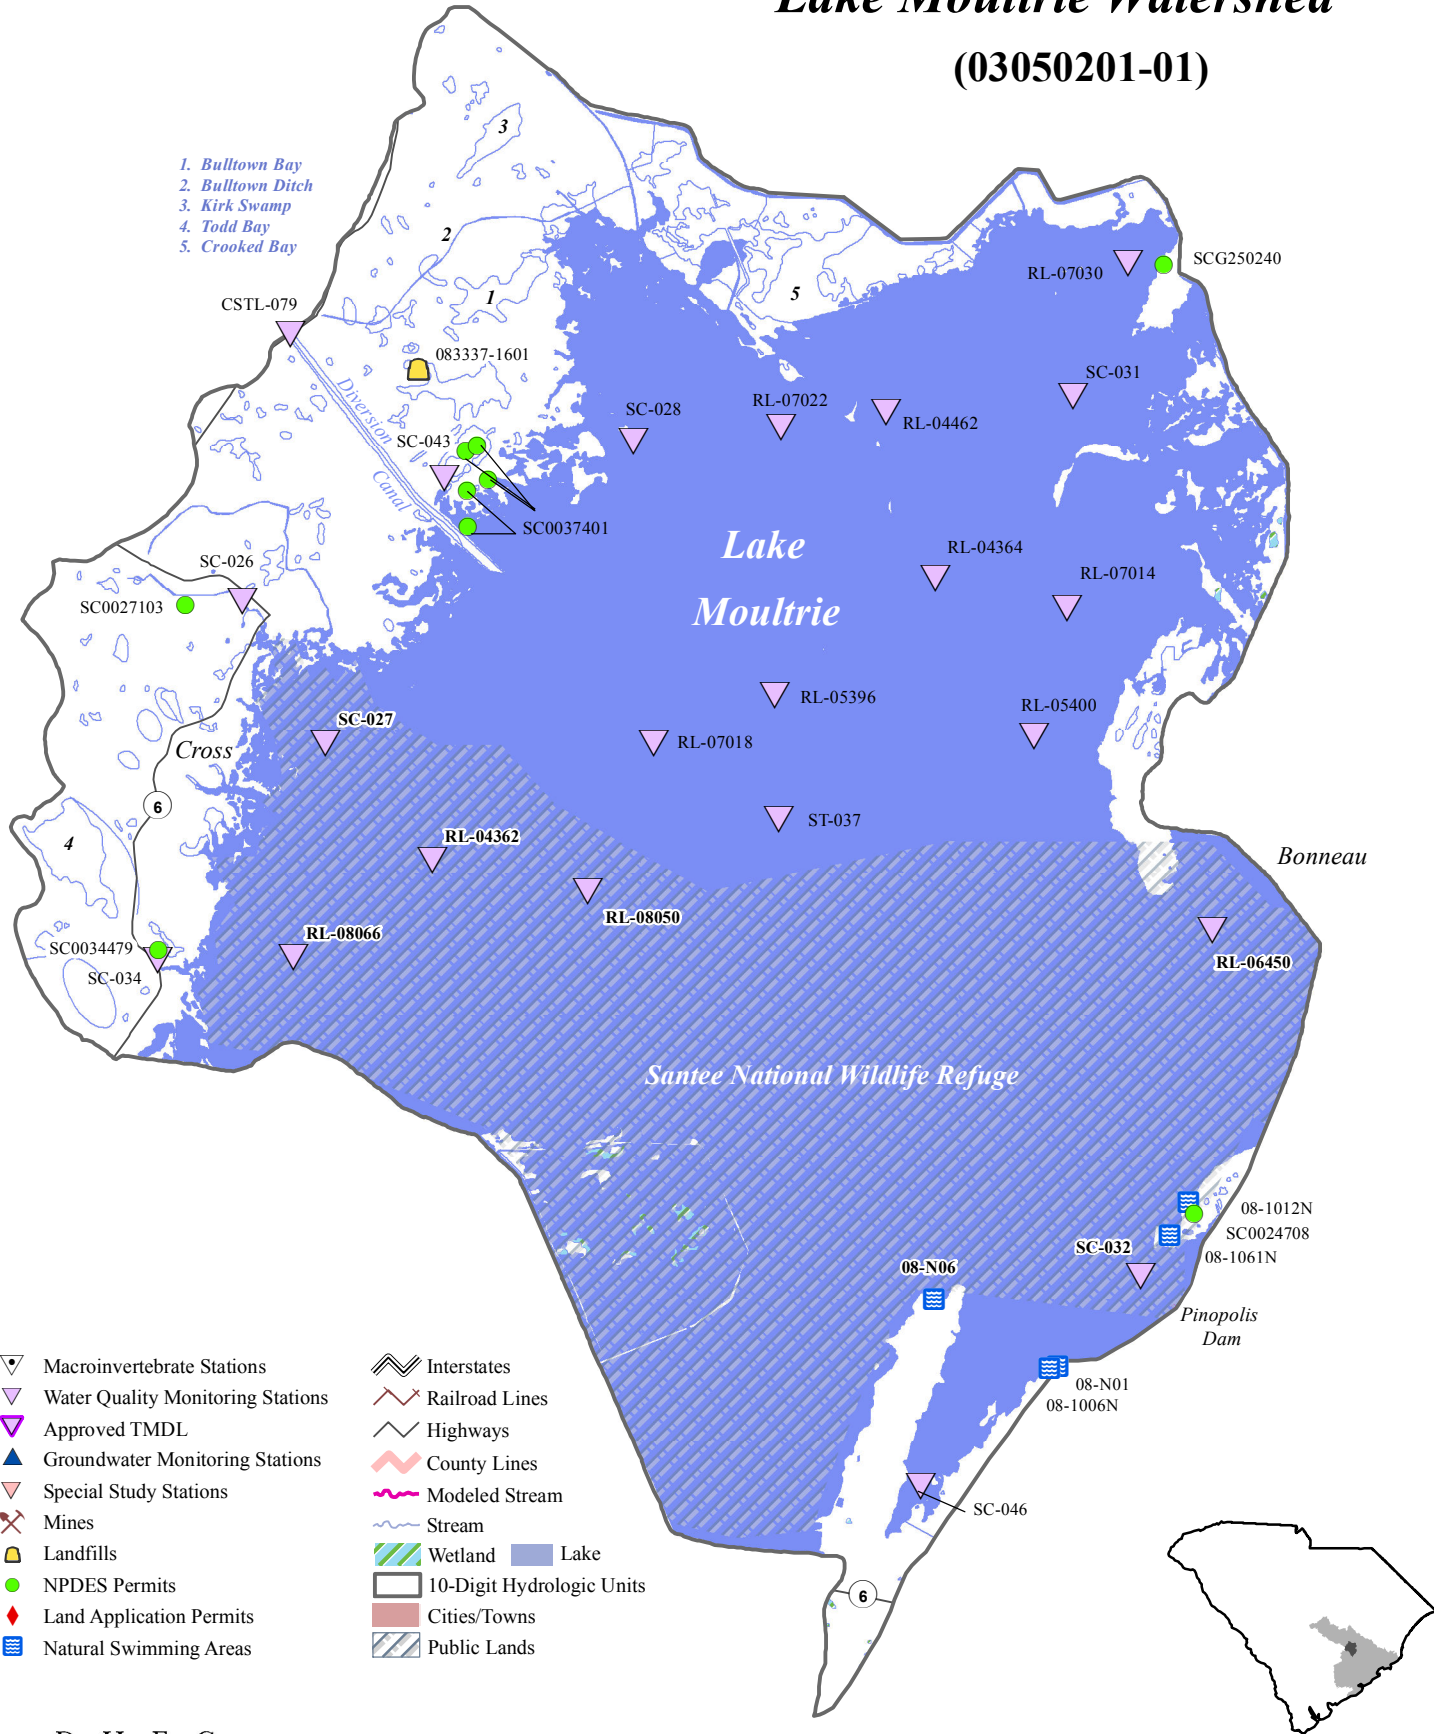 Lake Moultrie Watershed
(03050201-01)
3
1. Bulltown Bay
2. Bulltown Ditch
3. Kirk Swamp
4. Todd Bay
5. Crooked Bay
2
RL-07030
SCG250240
1
5
CSTL-079
083337-1601
SC-031
Diversion
Canal
SC-028
RL-07022
RL-04462
SC-043
SC0037401
Lake
Moultrie
RL-04364
SC-026
RL-07014
SC0027103
RL-05396
RL-05400
SC-027
RL-07018
Cross
6
ST-037
4
RL-04362
Bonneau
RL-08050
RL-08066
SC0034479
RL-06450
SC-034
Santee National Wildlife Refuge
08-1012N
SC0024708
SC-032
08-1061N
08-N06
Pinopolis
Dam
08-N01
08-1006N
SC-046
6
Macroinvertebrate Stations
Water Quality Monitoring Stations
Approved TMDL
Groundwater Monitoring Stations
Special Study Stations
Mines
Landfills
NPDES Permits
Land Application Permits
Natural Swimming Areas
Interstates
Railroad Lines
Highways
County Lines
Modeled Stream
Stream
Wetland Lake
10-Digit Hydrologic Units
Cities/Towns
Public Lands
D H E C